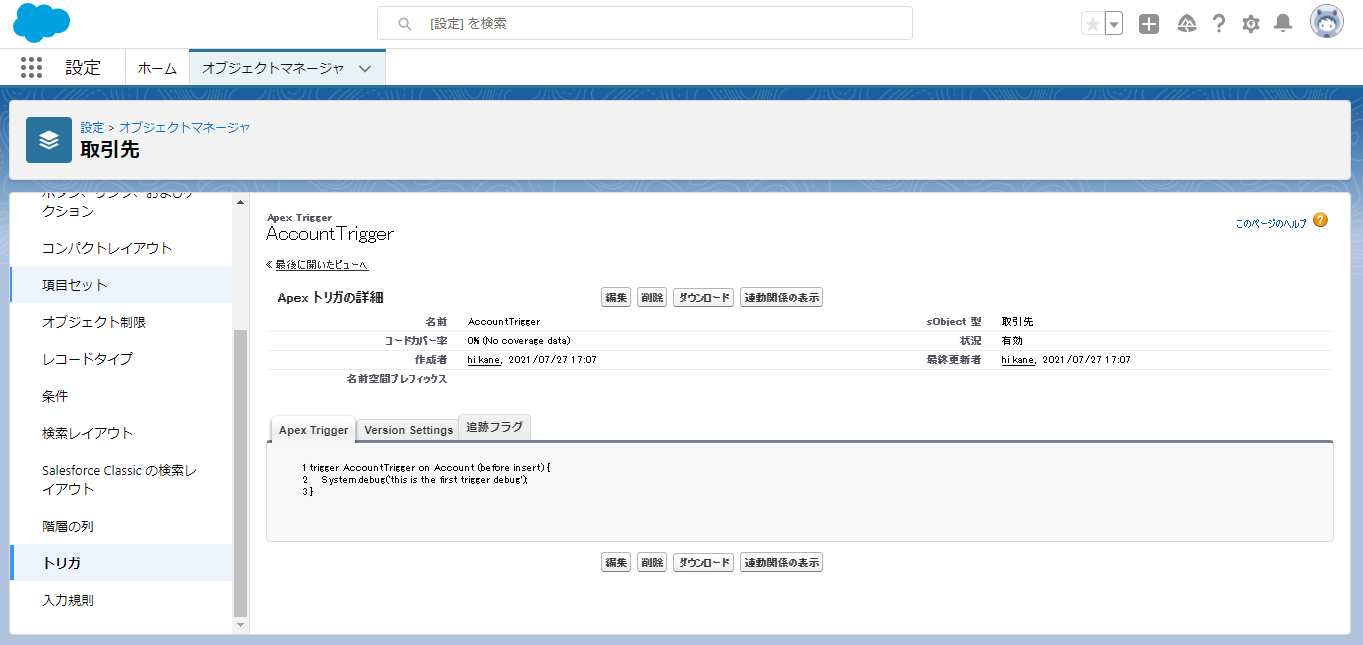 [設定] を検索
設定
ホーム
オブジェクトマネージャ
設定 > オブジェクトマネージャ
取引先
クション
コンパクトレイアウト
項目セット
オブジェクト制限
レコードタイプ
条件
検索レイアウト
Salesforce Classic の検索レ
イアウト
階層の列
トリガ
入力規則
Apex Trigger
AccountTrigger
このページのヘルプ ?
« 最後に開いたビューへ
Apex トリガの詳細
編集 削除 ダウンロード 連動関係の表示
名前 AccountTrigger sObject 型 取引先
コードカバー率 0% (No coverage data) 状況 有効
作成者 hi kane, 2021/07/27 17:07 最終更新者 hi kane, 2021/07/27 17:07
名前空間プレフィックス
Apex Trigger Version Settings 追跡フラグ
1 trigger AccountTrigger on Account (before insert) {
2 System.debug('this is the first trigger debug');
3 }
編集 削除 ダウンロード 連動関係の表示